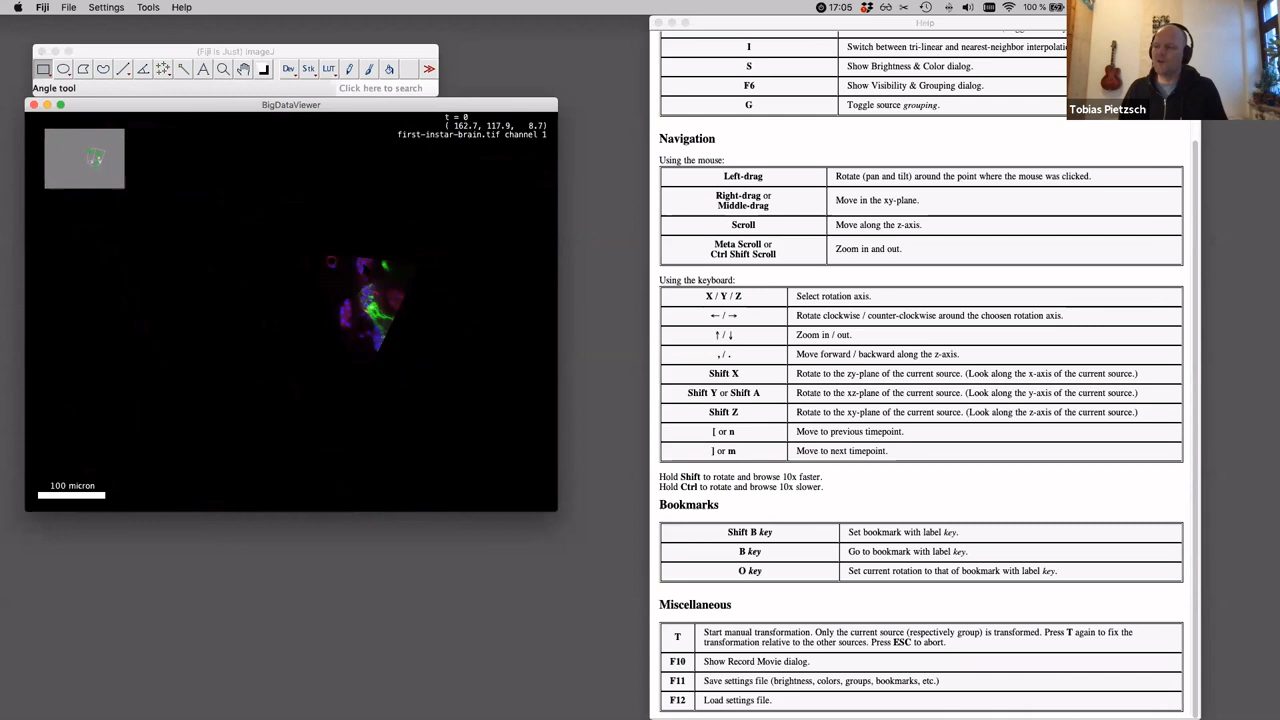 Fiji File Settings Tools Help
17:05
100 %
(Fiji Is Just) ImageJ
Dev Stk LUT A
Angle tool
Click here to search
BigDataViewer
t = 0
( 162.7, 117.9, 8.7)
first-instar-brain.tif channel 1
100 micron
Help
I Switch between tri-linear and nearest-neighbor interpolati
S Show Brightness & Color dialog.
F6 Show Visibility & Grouping dialog.
G Toggle source grouping.
Tobias Pietzsch
Navigation
Using the mouse:
Left-drag Rotate (pan and tilt) around the point where the mouse was clicked.
Right-drag or
Middle-drag Move in the xy-plane.
Scroll Move along the z-axis.
Meta Scroll or
Ctrl Shift Scroll Zoom in and out.
Using the keyboard:
X / Y / Z Select rotation axis.
← / → Rotate clockwise / counter-clockwise around the choosen rotation axis.
↑ / ↓ Zoom in / out.
, / . Move forward / backward along the z-axis.
Shift X Rotate to the zy-plane of the current source. (Look along the x-axis of the current source.)
Shift Y or Shift A Rotate to the xz-plane of the current source. (Look along the y-axis of the current source.)
Shift Z Rotate to the xy-plane of the current source. (Look along the z-axis of the current source.)
[ or n Move to previous timepoint.
] or m Move to next timepoint.
Hold Shift to rotate and browse 10x faster.
Hold Ctrl to rotate and browse 10x slower.
Bookmarks
Shift B key Set bookmark with label key.
B key Go to bookmark with label key.
O key Set current rotation to that of bookmark with label key.
Miscellaneous
T Start manual transformation. Only the current source (respectively group) is transformed. Press T again to fix the
transformation relative to the other sources. Press ESC to abort.
F10 Show Record Movie dialog.
F11 Save settings file (brightness, colors, groups, bookmarks, etc.)
F12 Load settings file.